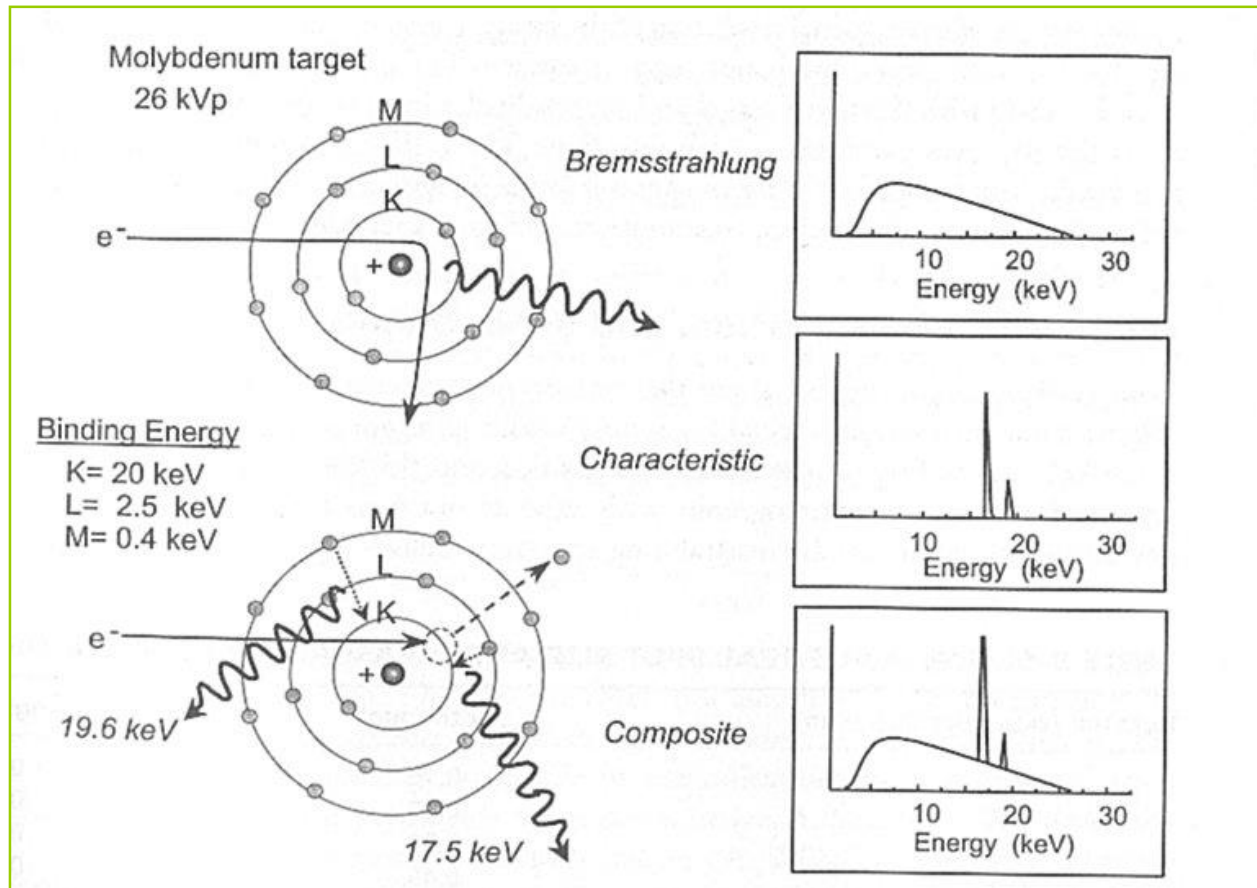 Molybdenum target
26 kVp
M
L
K
e-
+
Bremsstrahlung
10 20 30
Energy (keV)
Binding Energy
K= 20 keV
L= 2.5 keV
M= 0.4 keV
M
L
K
e-
+
19.6 keV
17.5 keV
Characteristic
10 20 30
Energy (keV)
Composite
10 20 30
Energy (keV)